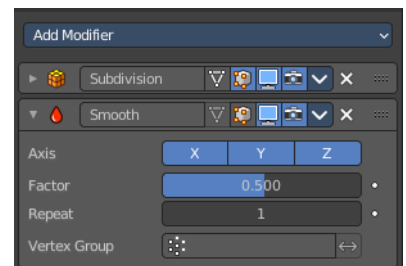 Add Modifier
Subdivision
Smooth
Axis X Y Z
Factor 0.500
Repeat 1
Vertex Group